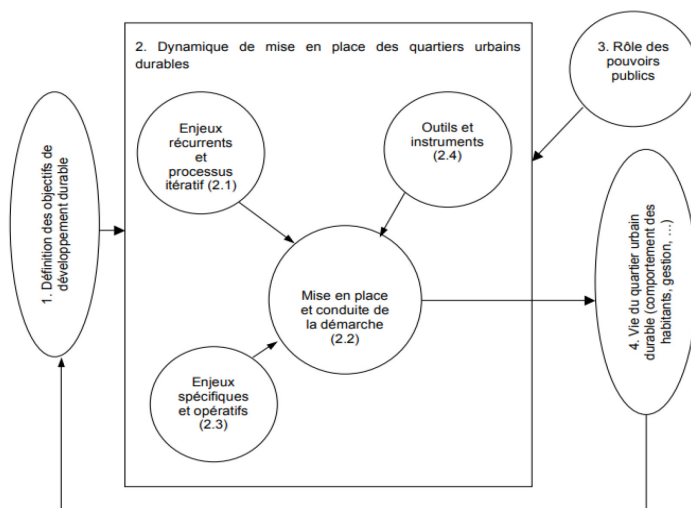 2. Dynamique de mise en place des quartiers urbains
durables
3. Rôle des
pouvoirs
publics
Enjeux
récurrents
et
processus
itératif (2.1)
Outils et
instruments
(2.4)
1. Définition des objectifs de
développement durable
Mise en place
et conduite de
la démarche
(2.2)
4. Vie du quartier urbain
durable (comportement des
habitants, gestion, ...)
Enjeux
spécifiques
et opératifs
(2.3)